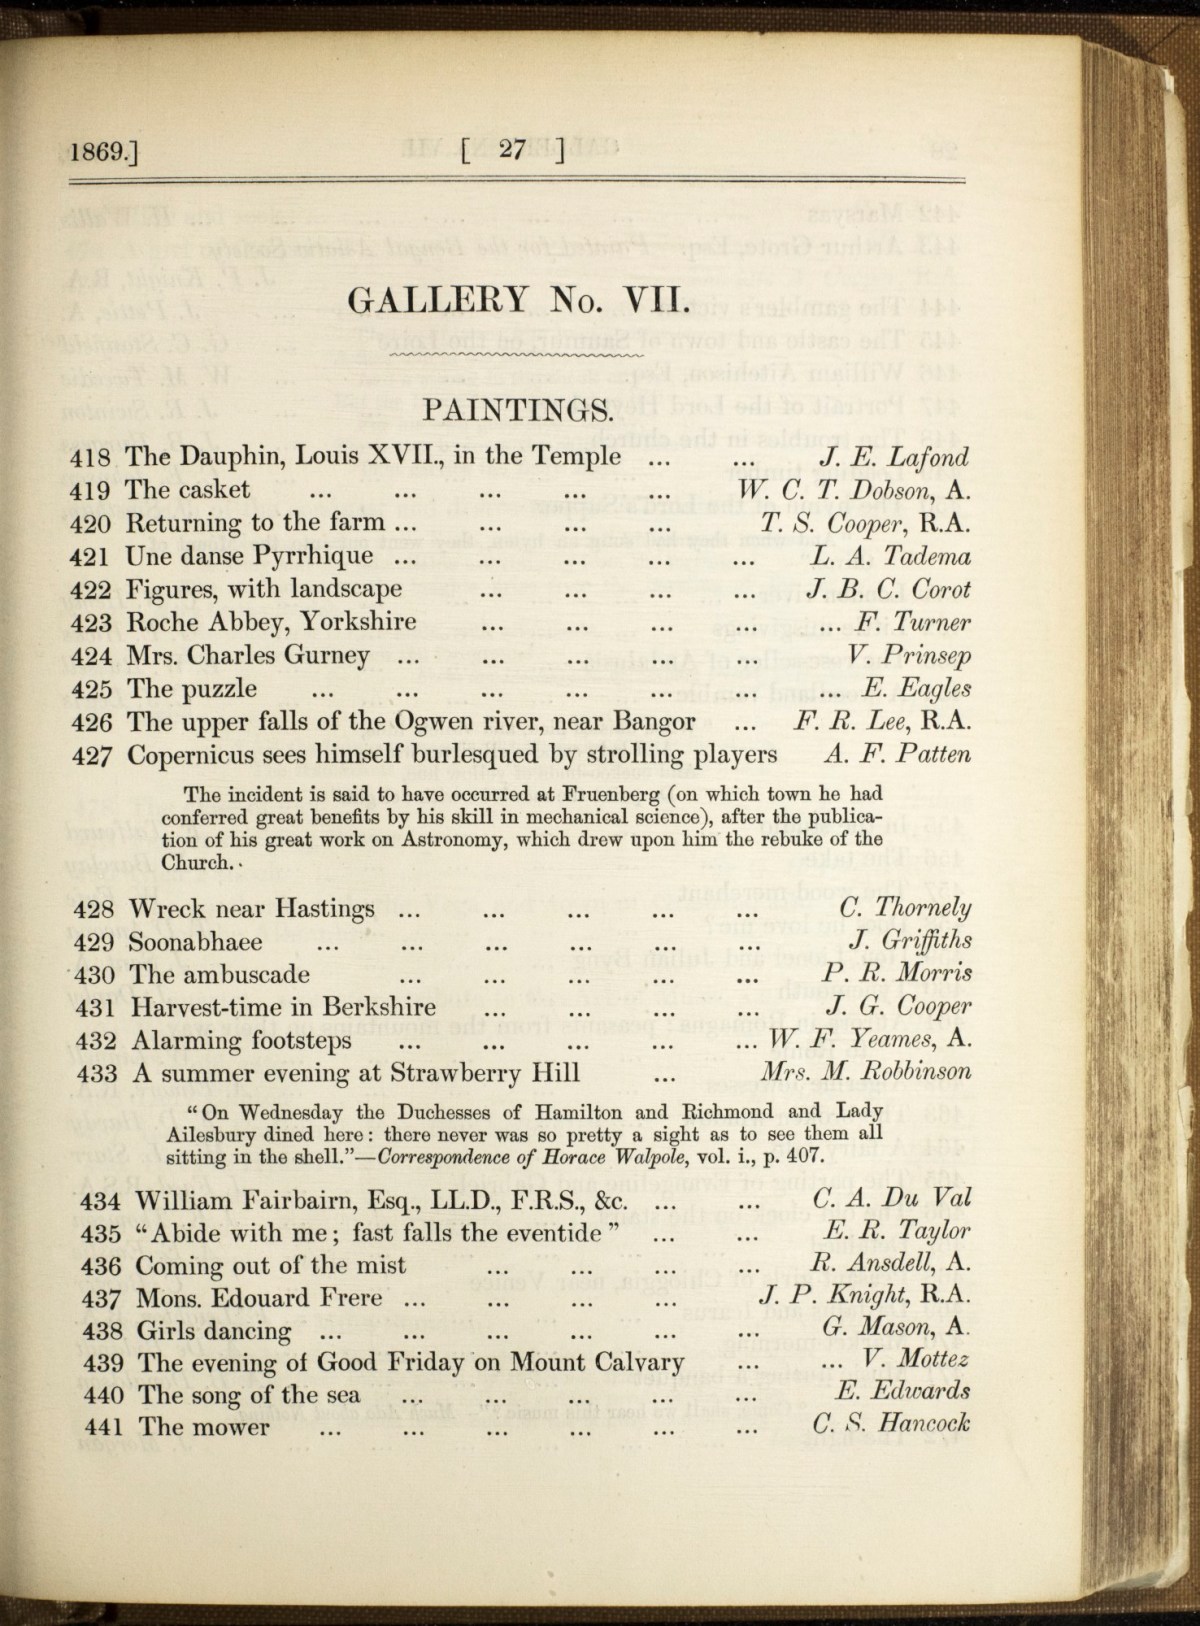 1869.] [ 27 ]
GALLERY No. VII.
PAINTINGS.
418 The Dauphin, Louis XVII., in the Temple ... ... J. E. Lafond
419 The casket ... ... ... ... ... W. C. T. Dobson, A.
420 Returning to the farm ... ... ... ... T. S. Cooper, R.A.
421 Une danse Pyrrhique ... ... ... ... ... L. A. Tadema
422 Figures, with landscape ... ... ... ... J. B. C. Corot
423 Roche Abbey, Yorkshire ... ... ... ... ... F. Turner
424 Mrs. Charles Gurney ... ... ... ... ... V. Prinsep
425 The puzzle ... ... ... ... ... ... ... E. Eagles
426 The upper falls of the Ogwen river, near Bangor ... F. R. Lee, R.A.
427 Copernicus sees himself burlesqued by strolling players A. F. Patten
The incident is said to have occurred at Fruenberg (on which town he had
conferred great benefits by his skill in mechanical science), after the publica-
tion of his great work on Astronomy, which drew upon him the rebuke of the
Church.
428 Wreck near Hastings ... ... ... ... ... C. Thornely
429 Soonabhaee ... ... ... ... ... ... J. Griffiths
430 The ambuscade ... ... ... ... ... P. R. Morris
431 Harvest-time in Berkshire ... ... ... ... J. G. Cooper
432 Alarming footsteps ... ... ... ... ... W. F. Yeames, A.
433 A summer evening at Strawberry Hill ... Mrs. M. Robbinson
"On Wednesday the Duchesses of Hamilton and Richmond and Lady
Ailesbury dined here: there never was so pretty a sight as to see them all
sitting in the shell."—Correspondence of Horace Walpole, vol. i., p. 407.
434 William Fairbairn, Esq., LL.D., F.R.S., &c. ... ... C. A. Du Val
435 "Abide with me; fast falls the eventide" ... ... E. R. Taylor
436 Coming out of the mist ... ... ... ... R. Ansdell, A.
437 Mons. Edouard Frere ... ... ... ... J. P. Knight, R.A.
438 Girls dancing ... ... ... ... ... ... G. Mason, A.
439 The evening of Good Friday on Mount Calvary ... ... V. Mottez
440 The song of the sea ... ... ... ... ... E. Edwards
441 The mower ... ... ... ... ... ... C. S. Hancock